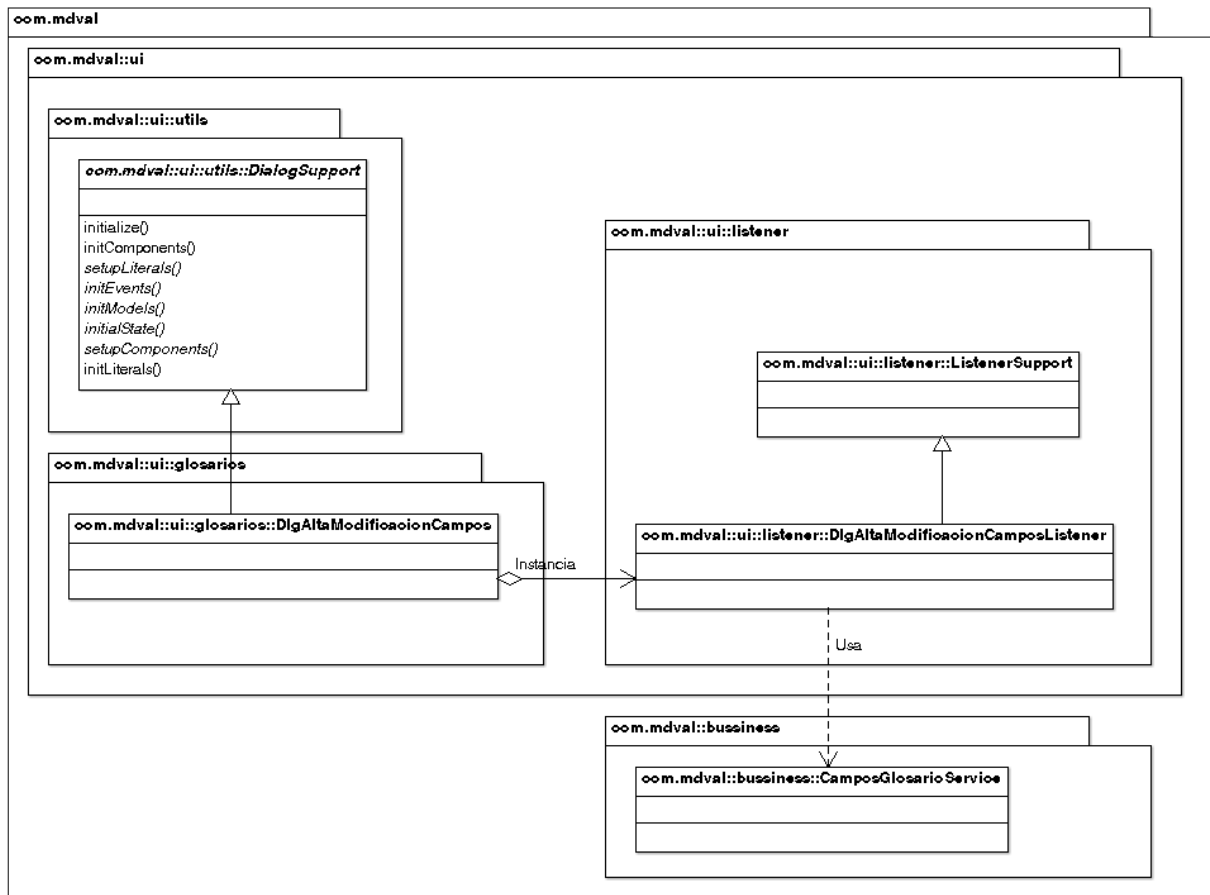 com.mdval
com.mdval::ui
com.mdval::ui::utils
com.mdval::ui::utils::DialogSupport
initialize()
initComponents()
setupLiterals()
initEvents()
initModels()
initialState()
setupComponents()
initLiterals()
com.mdval::ui::listener
com.mdval::ui::listener::ListenerSupport
com.mdval::ui::glosarios
com.mdval::ui::glosarios::DlgAltaModificacionCampos
Instancia
com.mdval::ui::listener::DlgAltaModificacionCamposListener
Usa
com.mdval::bussiness
com.mdval::bussiness::CamposGlosarioService